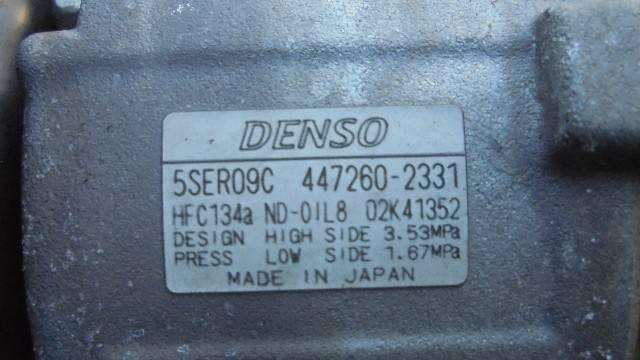 DENSO
5SER09C 447260-2331
HFC134a ND-OIL8 02K41352
DESIGN HIGH SIDE 3.53MPa
PRESS LOW SIDE 1.67MPa
MADE IN JAPAN